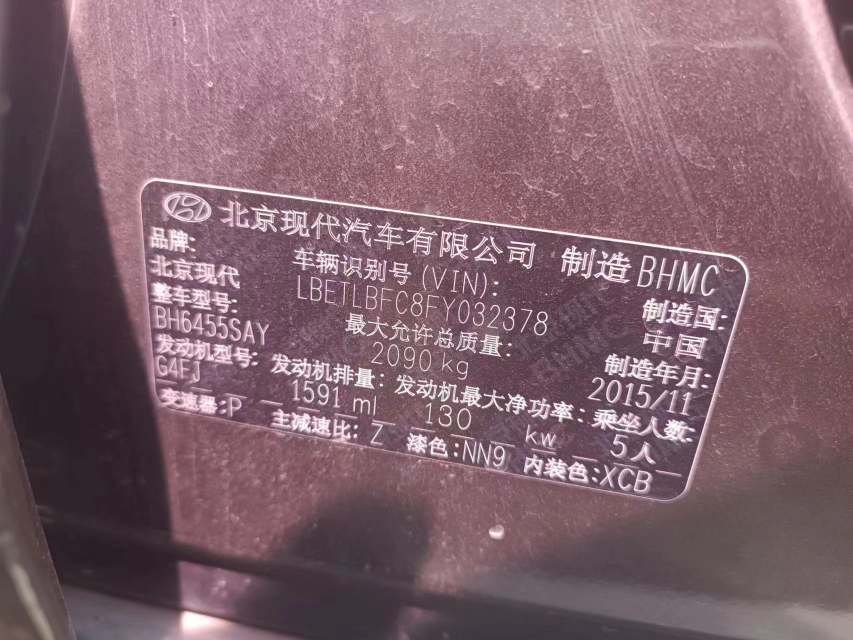 北京现代汽车有限公司 制造 BHMC
品牌: 车辆识别号 (VIN): 制造国:
北京现代 LBETLBFC8FY032378 中国
整车型号: 最大允许总质量: 制造年月:
BH6455SAY 2090 kg 2015/11
发动机型号: 发动机排量: 发动机最大净功率: 乘坐人数:
G4FJ 1591 ml 130 kw 5人
变速器: P 主减速比: Z 漆色: NN9 内装色: XCB